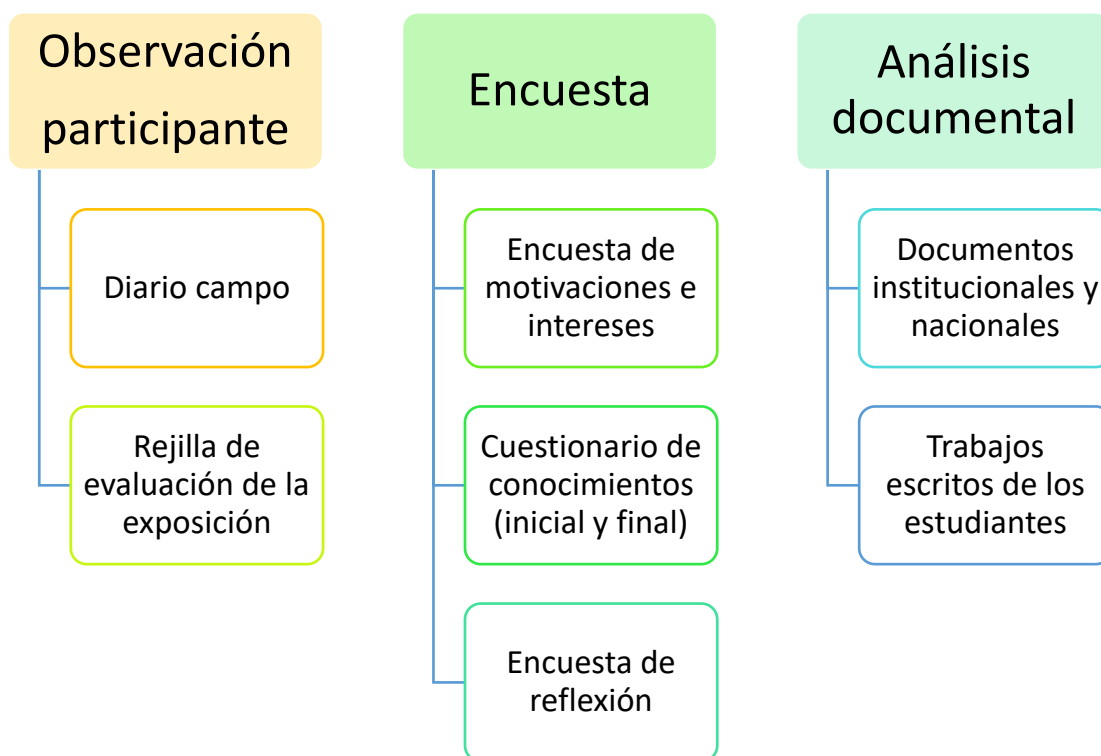 Observación
participante
Diario campo
Rejilla de
evaluación de la
exposición
Encuesta
Encuesta de
motivaciones e
intereses
Cuestionario de
conocimientos
(inicial y final)
Encuesta de
reflexión
Análisis
documental
Documentos
institucionales y
nacionales
Trabajos
escritos de los
estudiantes